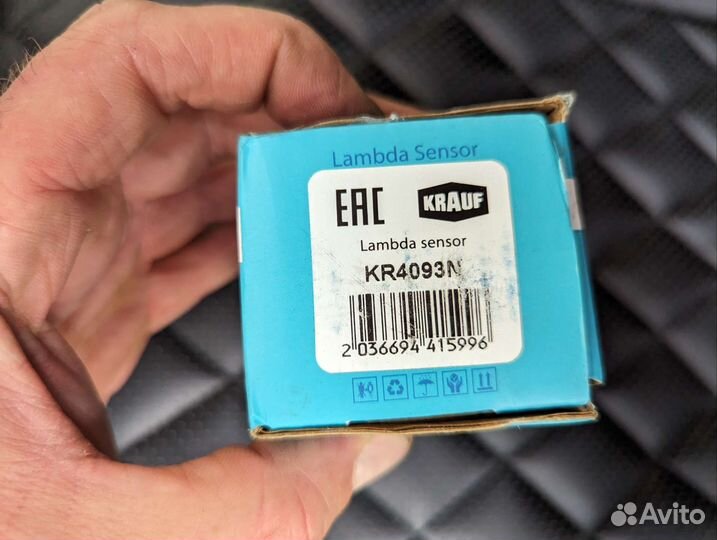 Lambda Sensor
EAC KRAUF
Lambda sensor
KR4093N
2 036694 415996
Avito